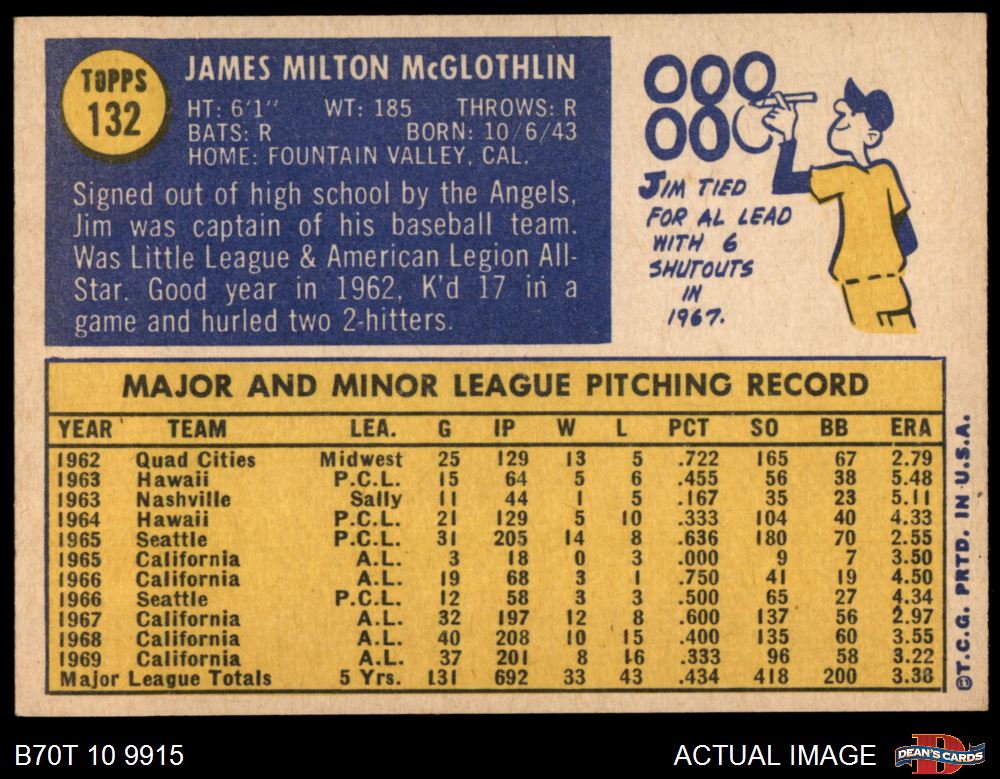 TOPPS
132
JAMES MILTON McGLOTHLIN
HT: 6'1" WT: 185 THROWS: R
BATS: R BORN: 10/6/43
HOME: FOUNTAIN VALLEY, CAL.
Signed out of high school by the Angels,
Jim was captain of his baseball team.
Was Little League & American Legion All-
Star. Good year in 1962, K'd 17 in a
game and hurled two 2-hitters.
000
000
JIM TIED
FOR AL LEAD
WITH 6
SHUTOUTS
IN
1967.
MAJOR AND MINOR LEAGUE PITCHING RECORD
YEAR TEAM LEA. G IP W L PCT SO BB ERA
1962 Quad Cities Midwest 25 129 13 5 .722 165 67 2.79
1963 Hawaii P.C.L. 15 64 5 6 .455 56 38 5.48
1963 Nashville Sally 11 44 1 5 .167 35 23 5.11
1964 Hawaii P.C.L. 21 129 5 10 .333 104 40 4.33
1965 Seattle P.C.L. 31 205 14 8 .636 180 70 2.55
1965 California A.L. 3 18 0 3 .000 9 7 3.50
1966 California A.L. 19 68 3 1 .750 41 19 4.50
1966 Seattle P.C.L. 12 58 3 3 .500 65 27 4.34
1967 California A.L. 32 197 12 8 .600 137 56 2.97
1968 California A.L. 40 208 10 15 .400 135 60 3.55
1969 California A.L. 37 201 8 16 .333 96 58 3.22
Major League Totals 5 Yrs. 131 692 33 43 .434 418 200 3.38
©T.C.G. PRTD. IN U.S.A.
B70T 10 9915
ACTUAL IMAGE
DEAN'S CARDS